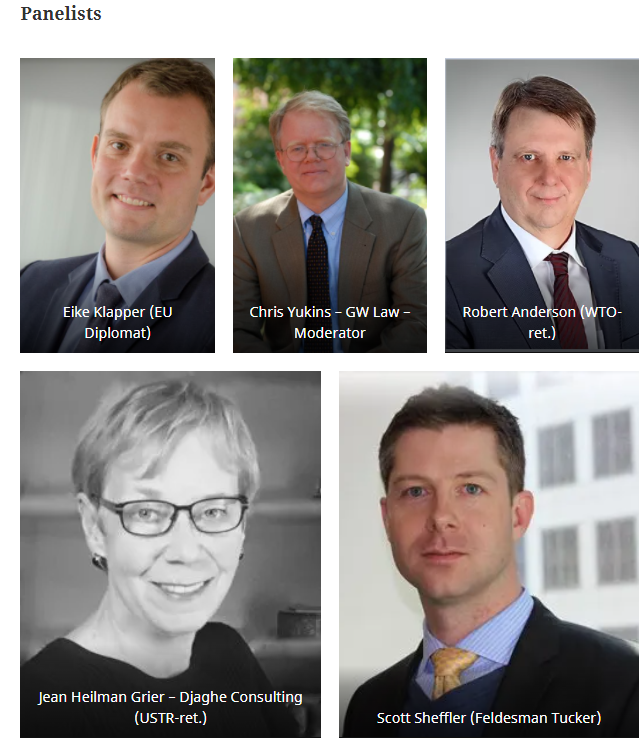 Panelists
Eike Klapper (EU
Diplomat)
Chris Yukins – GW Law –
Moderator
Robert Anderson (WTO-
ret.)
Jean Heilman Grier – Djaghe Consulting
(USTR-ret.)
Scott Sheffler (Feldesman Tucker)